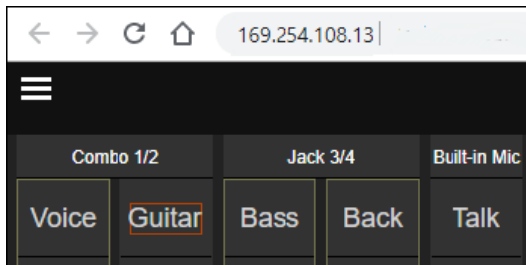 169.254.108.13
Combo 1/2 Jack 3/4 Built-in Mic
Voice Guitar Bass Back Talk